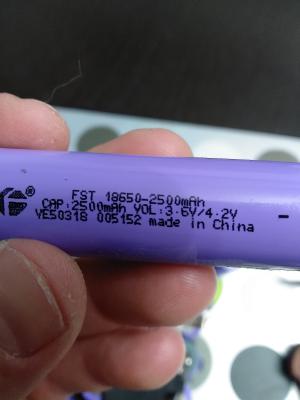 FST 18650-2500mAh
CAP:2500mAh VOL:3.6V/4.2V
YE50318 005152 made in China
-